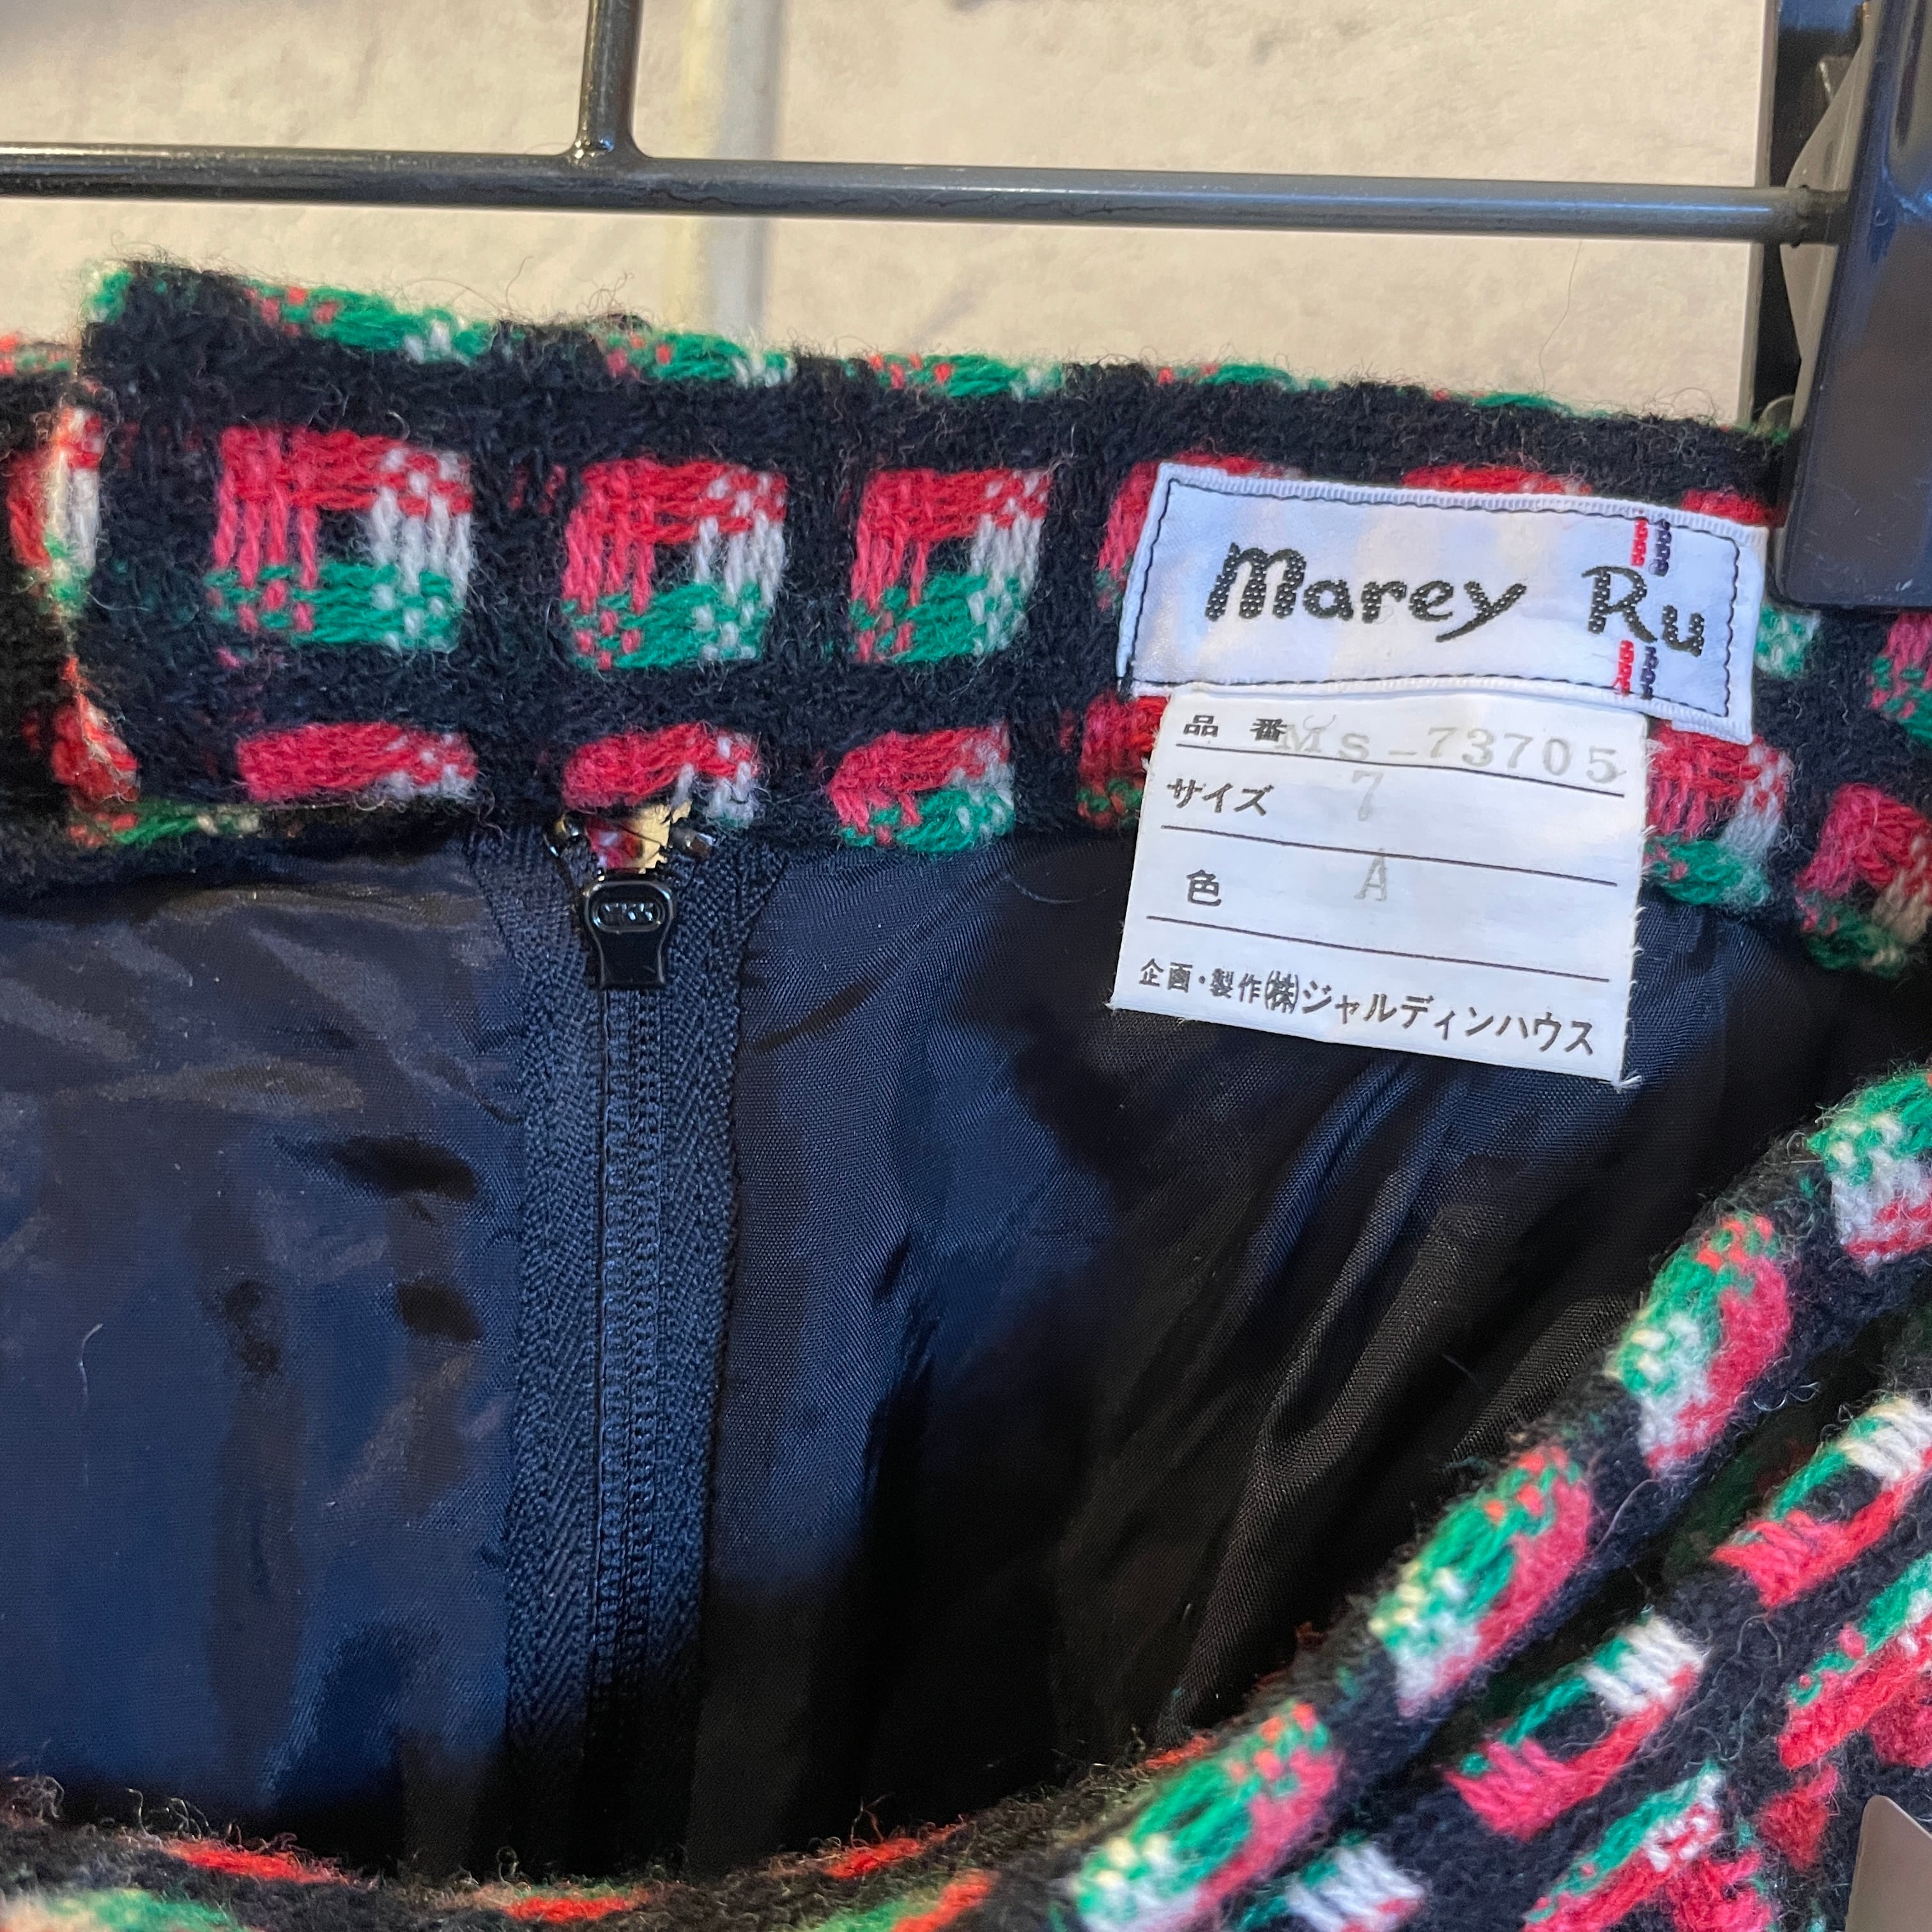 Marey Ru
品番 MS-73705
サイズ 7
色 A
企画・製作㈱ジャルディンハウス
YKK